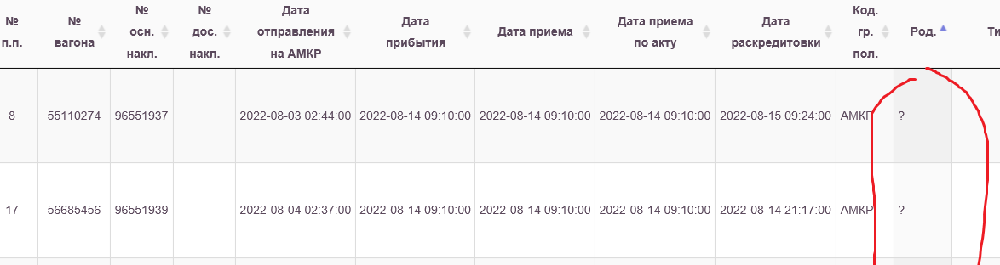 № п.п.
№ вагона
№ осн. накл.
№ дос. накл.
Дата отправления на АМКР
Дата прибытия
Дата приема
Дата приема по акту
Дата раскредитовки
Код. гр. пол.
Род.
Ти
8 55110274 96551937 2022-08-03 02:44:00 2022-08-14 09:10:00 2022-08-14 09:10:00 2022-08-14 09:10:00 2022-08-15 09:24:00 АМКР ?
17 56685456 96551939 2022-08-04 02:37:00 2022-08-14 09:10:00 2022-08-14 09:10:00 2022-08-14 09:10:00 2022-08-14 21:17:00 АМКР ?